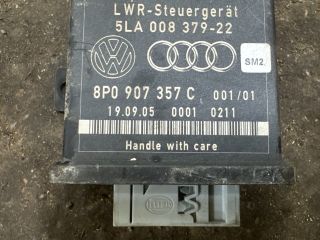 LWR-Steuergerät
5LA 008 379-22
SM2
8P0 907 357 C 001/01
19.09.05 0001 0211
Handle with care